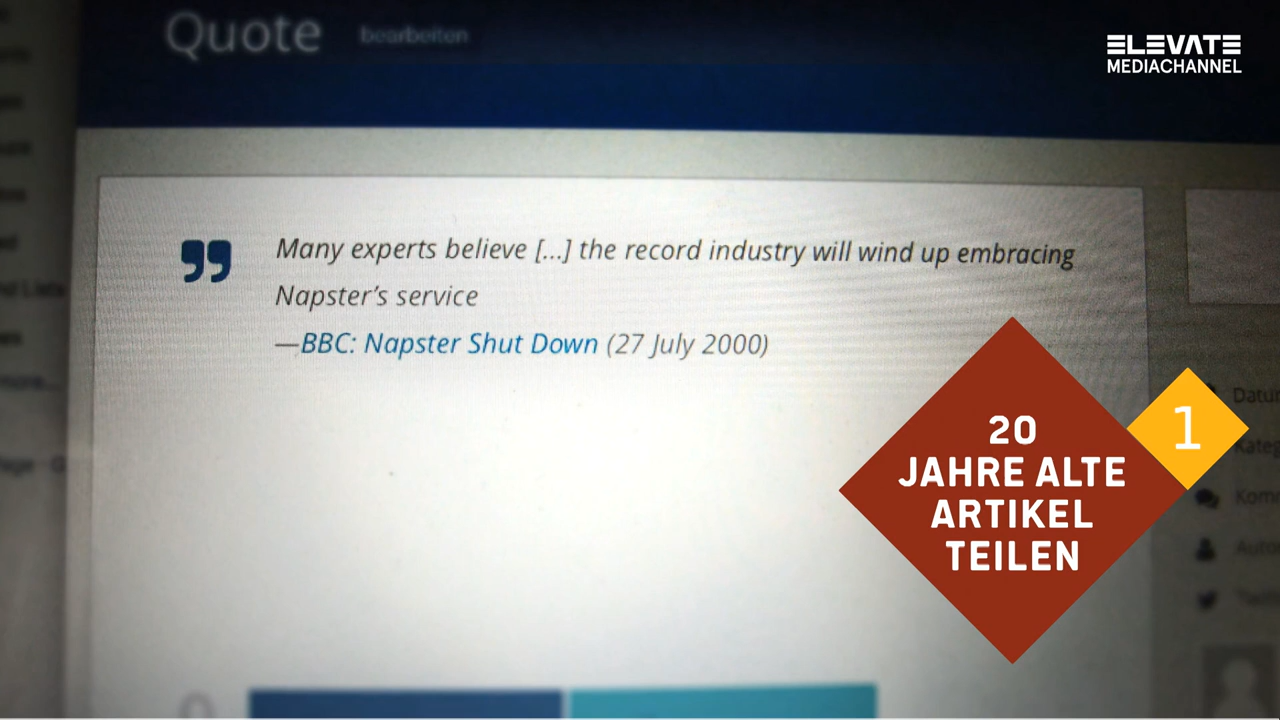 Quote bearbeiten
ELEVATE
MEDIACHANNEL
Many experts believe [...] the record industry will wind up embracing
Napster’s service
—BBC: Napster Shut Down (27 July 2000)
20
JAHRE ALTE
ARTIKEL
TEILEN
1